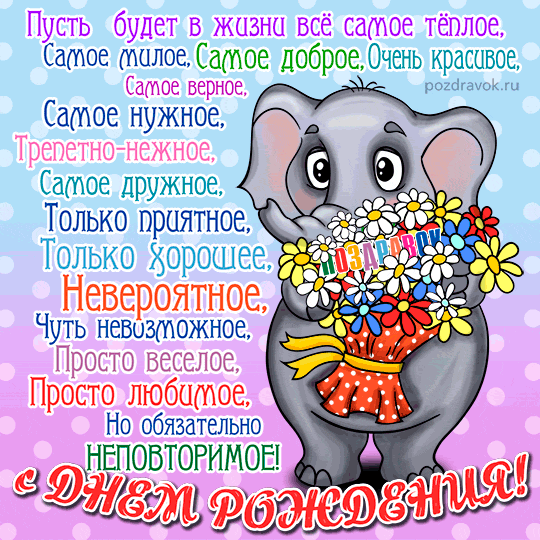 Пусть будет в жизни всё самое тёплое,
Самое милое, Самое доброе, Очень красивое,
pozdravok.ru
Самое верное,
Самое нужное,
Трепетно-нежное,
Самое дружное,
Только приятное,
Только хорошее,
Невероятное,
Чуть невозможное,
Просто веселое,
Просто любимое,
Но обязательно
НЕПОВТОРИМОЕ!
ПОЗДРАВОК
с ДНЕМ РОЖДЕНИЯ!